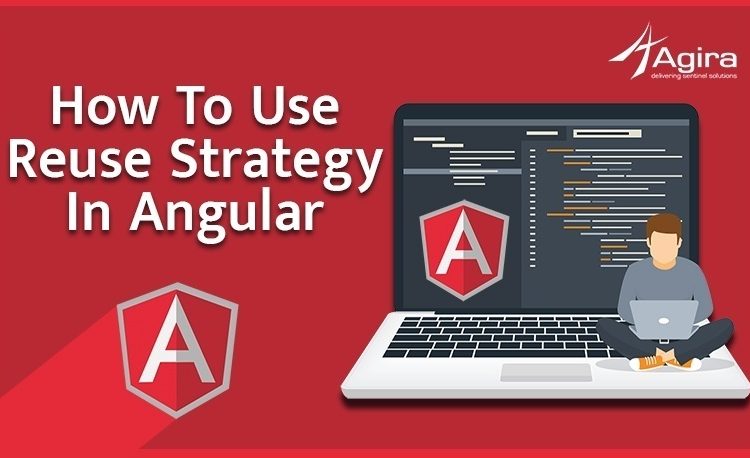 How To Use
Reuse Strategy
In Angular
Agira
delivering sentinel solutions
A
A